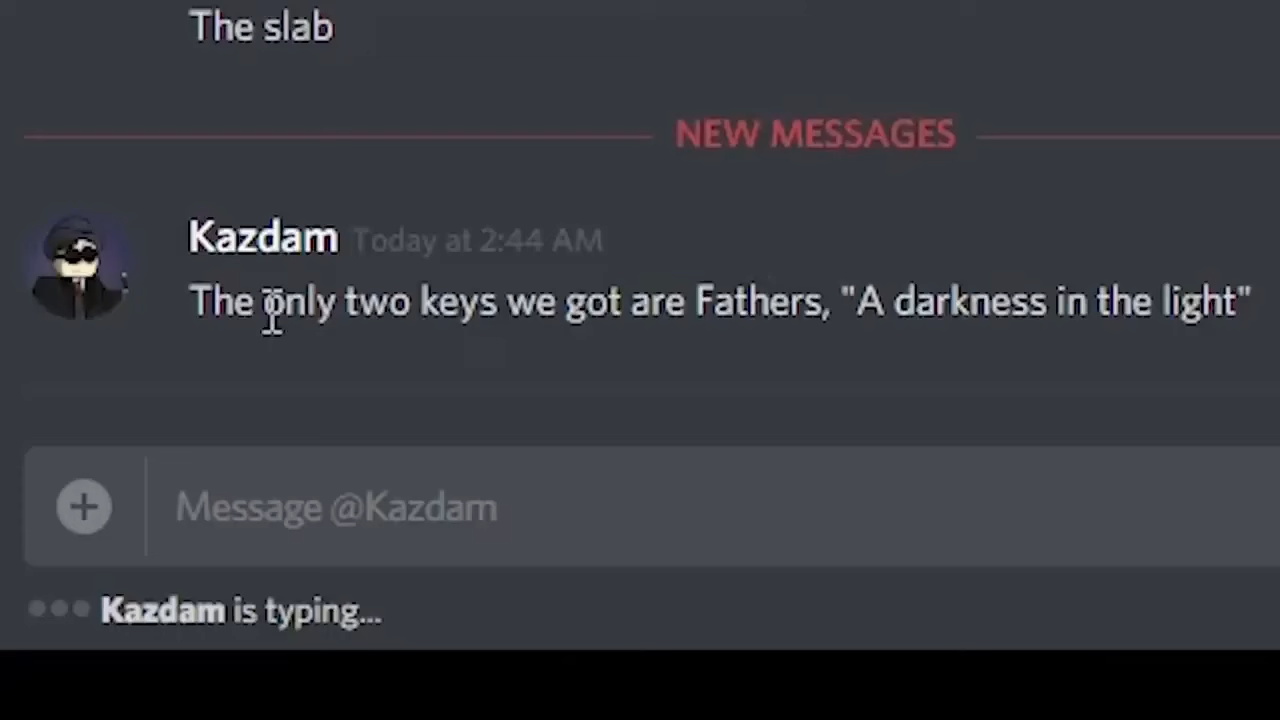 The slab
NEW MESSAGES
Kazdam Today at 2:44 AM
The only two keys we got are Fathers, "A darkness in the light"
Message @Kazdam
Kazdam is typing...